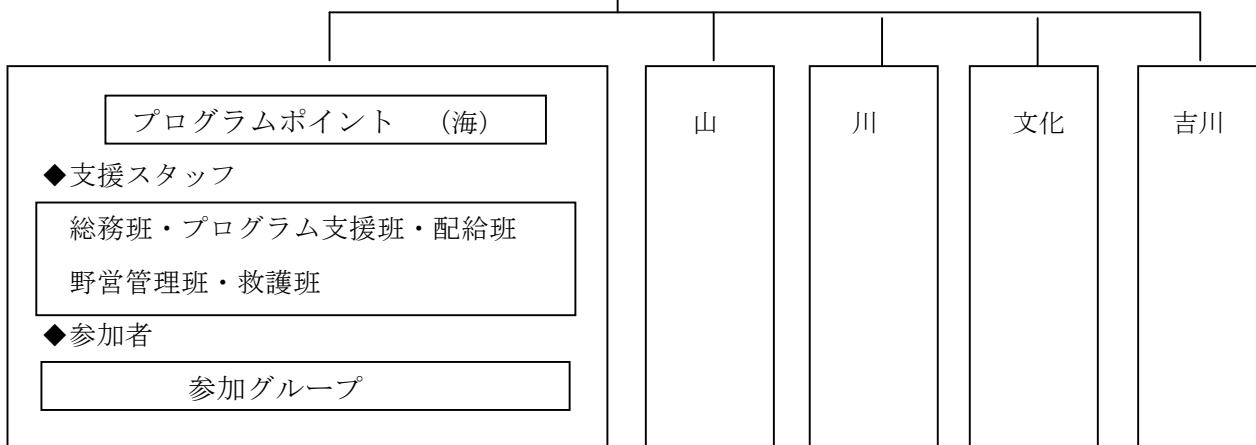 プログラムポイント （海）
◆支援スタッフ
総務班・プログラム支援班・配給班
野営管理班・救護班
◆参加者
参加グループ
山
川
文化
吉川